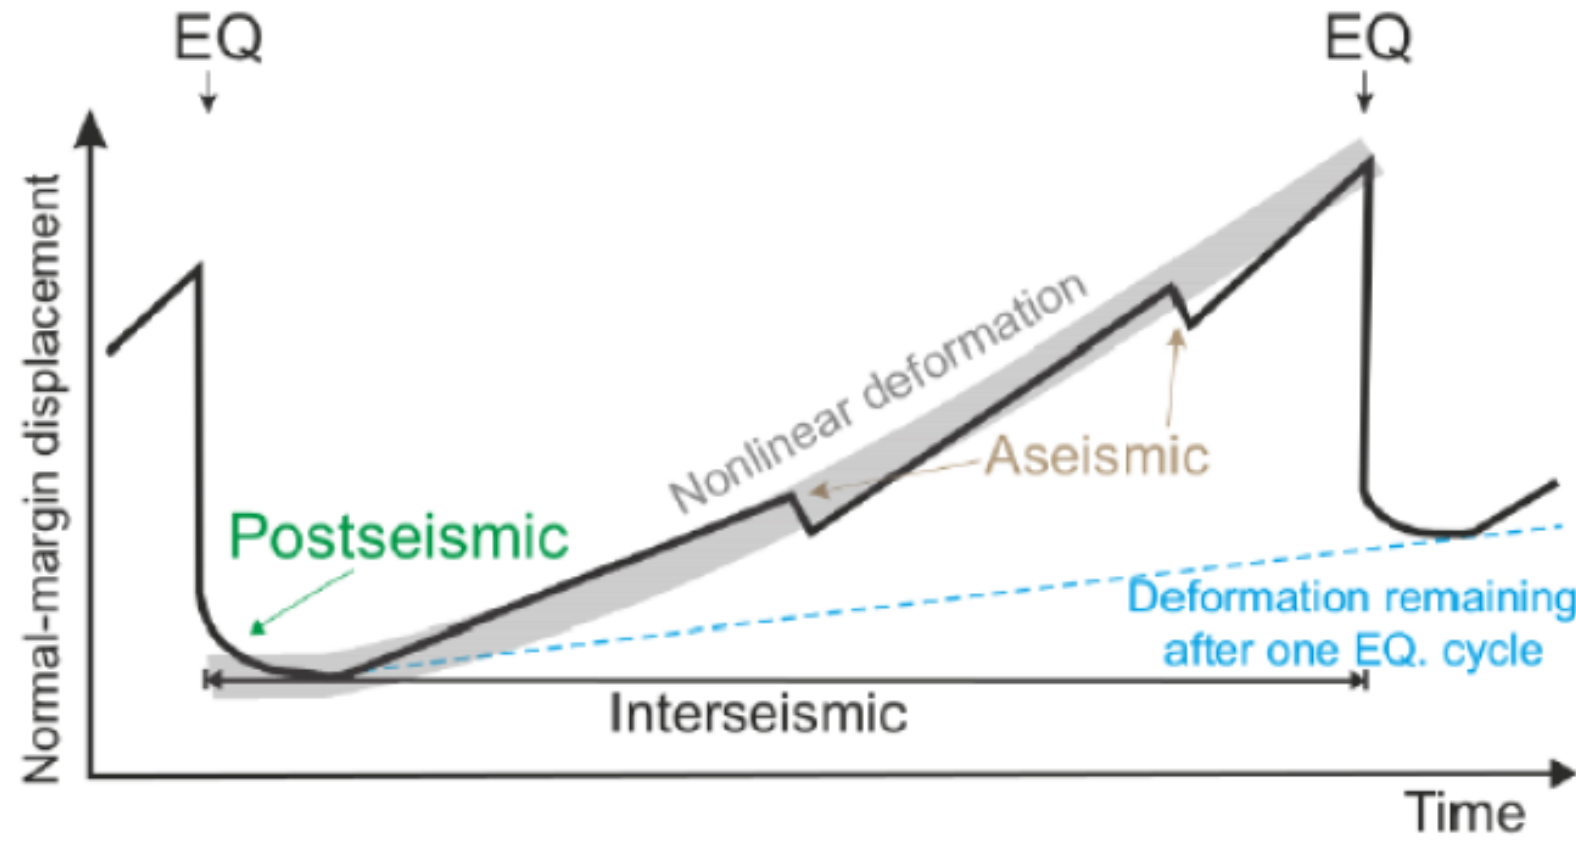 EQ
EQ
Normal-margin displacement
Nonlinear deformation
Aseismic
Postseismic
Deformation remaining
after one EQ. cycle
Interseismic
Time